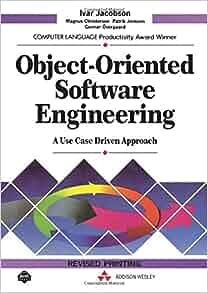 Ivar Jacobson
Magnus Christerson Patrik Jonsson
Gunnar Övergaard
COMPUTER LANGUAGE Productivity Award Winner
Object-Oriented
Software
Engineering
A Use Case Driven Approach
REVISED PRINTING
ADDISON-WESLEY